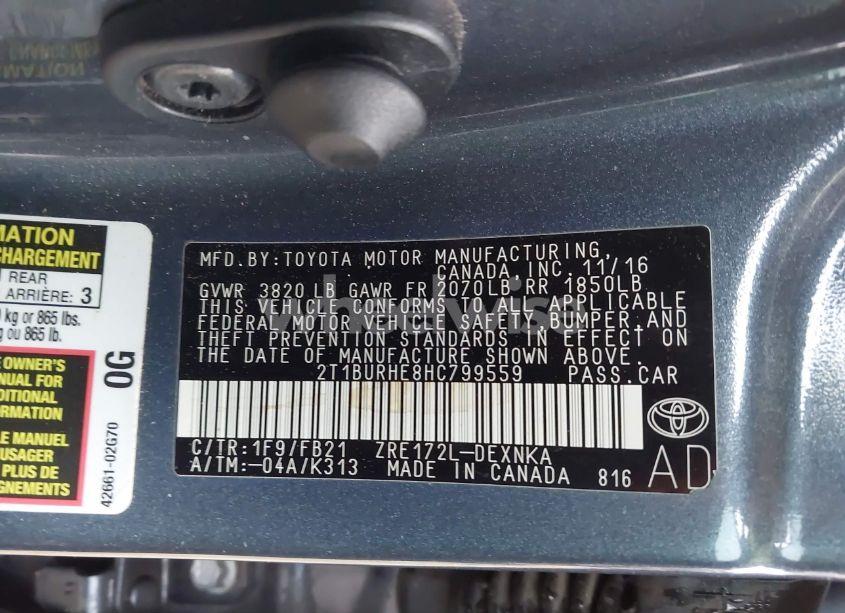 MATION
CHARGEMENT
REAR
ARRIÈRE: 3
kg or 865 lbs.
ou 865 lb.
OWNER'S
MANUAL FOR
ADDITIONAL
INFORMATION
LE MANUEL
USAGER
PLUS DE
IGNEMENTS
0G
42661-02G70
MFD.BY:TOYOTA MOTOR MANUFACTURING,
CANADA,INC. 11/16
GVWR 3820 LB GAWR FR 2070LB RR 1850LB
THIS VEHICLE CONFORMS TO ALL APPLICABLE
FEDERAL MOTOR VEHICLE SAFETY,BUMPER,AND
THEFT PREVENTION STANDARDS IN EFFECT ON
THE DATE OF MANUFACTURE SHOWN ABOVE.
2T1BURHE8HC799559 PASS.CAR
C/TR:1F9/FB21 ZRE172L-DEXNKA
A/TM:-04A/K313 MADE IN CANADA 816
AD